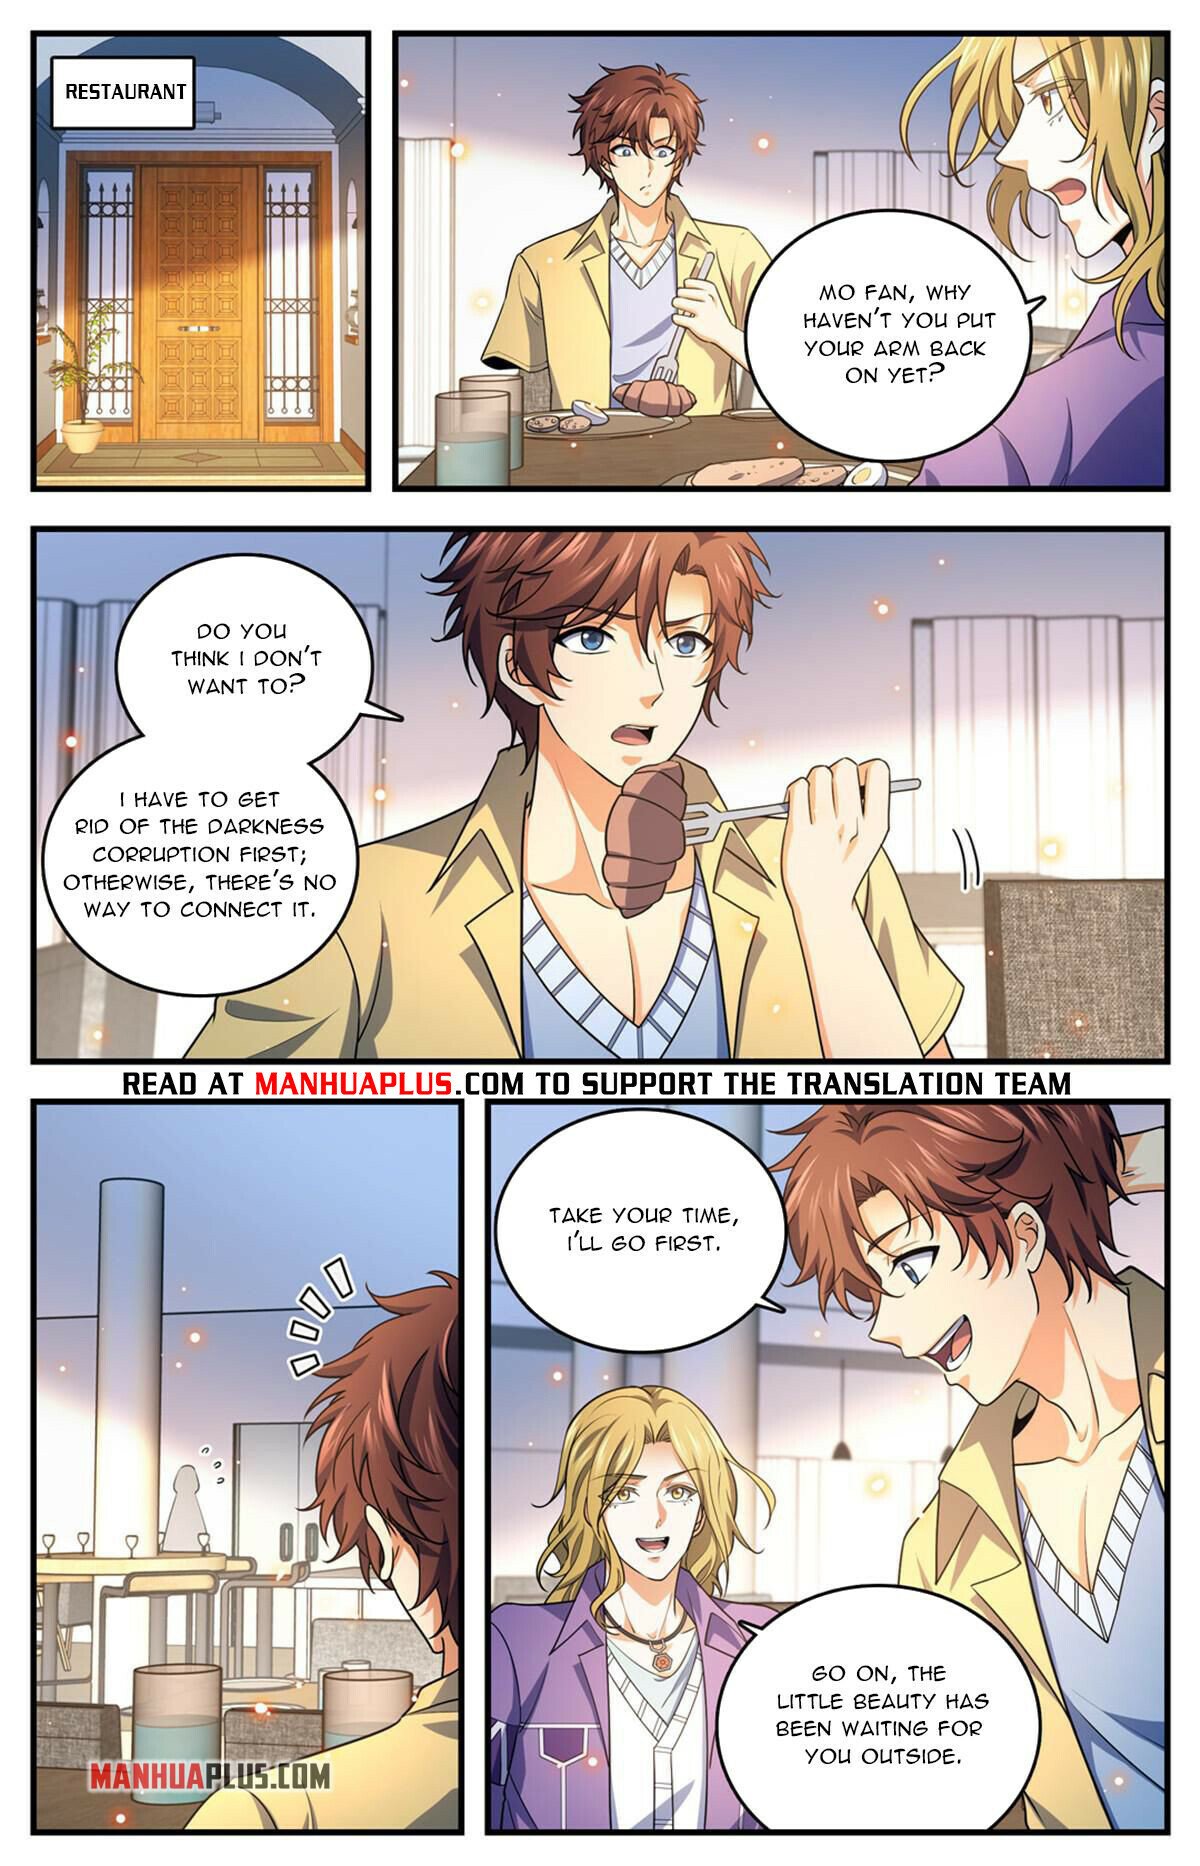 RESTAURANT
MO FAN, WHY
HAVEN'T YOU PUT
YOUR ARM BACK
ON YET?
DO YOU
THINK I DON'T
WANT TO?
I HAVE TO GET
RID OF THE DARKNESS
CORRUPTION FIRST;
OTHERWISE, THERE'S NO
WAY TO CONNECT IT.
READ AT MANHUAPLUS.COM TO SUPPORT THE TRANSLATION TEAM
TAKE YOUR TIME,
I'LL GO FIRST.
GO ON, THE
LITTLE BEAUTY HAS
BEEN WAITING FOR
YOU OUTSIDE.
MANHUAPLUS.COM